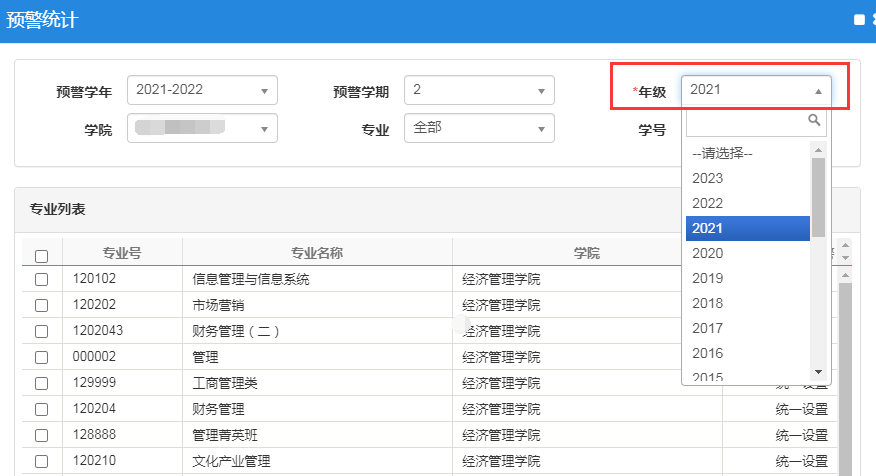 预警统计
预警学年 2021-2022 预警学期 2 *年级 2021
学院 专业 全部 学号
--请选择--
2023
2022
2021
2020
2019
2018
2017
2016
2015
专业列表
专业号 专业名称 学院
120102 信息管理与信息系统 经济管理学院
120202 市场营销 经济管理学院
1202043 财务管理（二） 经济管理学院
000002 管理 经济管理学院
129999 工商管理类 经济管理学院 统一设置
120204 财务管理 经济管理学院 统一设置
128888 管理菁英班 经济管理学院 统一设置
120210 文化产业管理 经济管理学院 统一设置